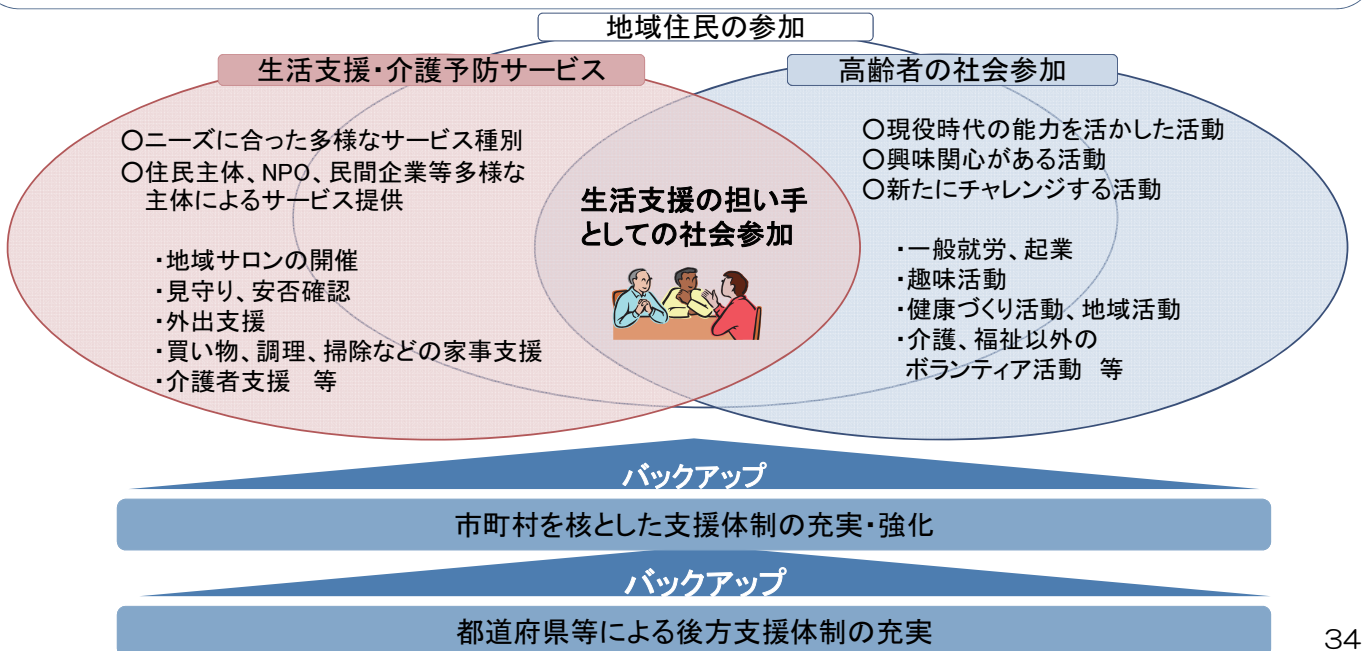 地域住民の参加
生活支援・介護予防サービス
○ニーズに合った多様なサービス種別
○住民主体、NPO、民間企業等多様な
主体によるサービス提供
・地域サロンの開催
・見守り、安否確認
・外出支援
・買い物、調理、掃除などの家事支援
・介護者支援　等
生活支援の担い手
としての社会参加
高齢者の社会参加
○現役時代の能力を活かした活動
○興味関心がある活動
○新たにチャレンジする活動
・一般就労、起業
・趣味活動
・健康づくり活動、地域活動
・介護、福祉以外の
ボランティア活動　等
バックアップ
市町村を核とした支援体制の充実・強化
バックアップ
都道府県等による後方支援体制の充実
34